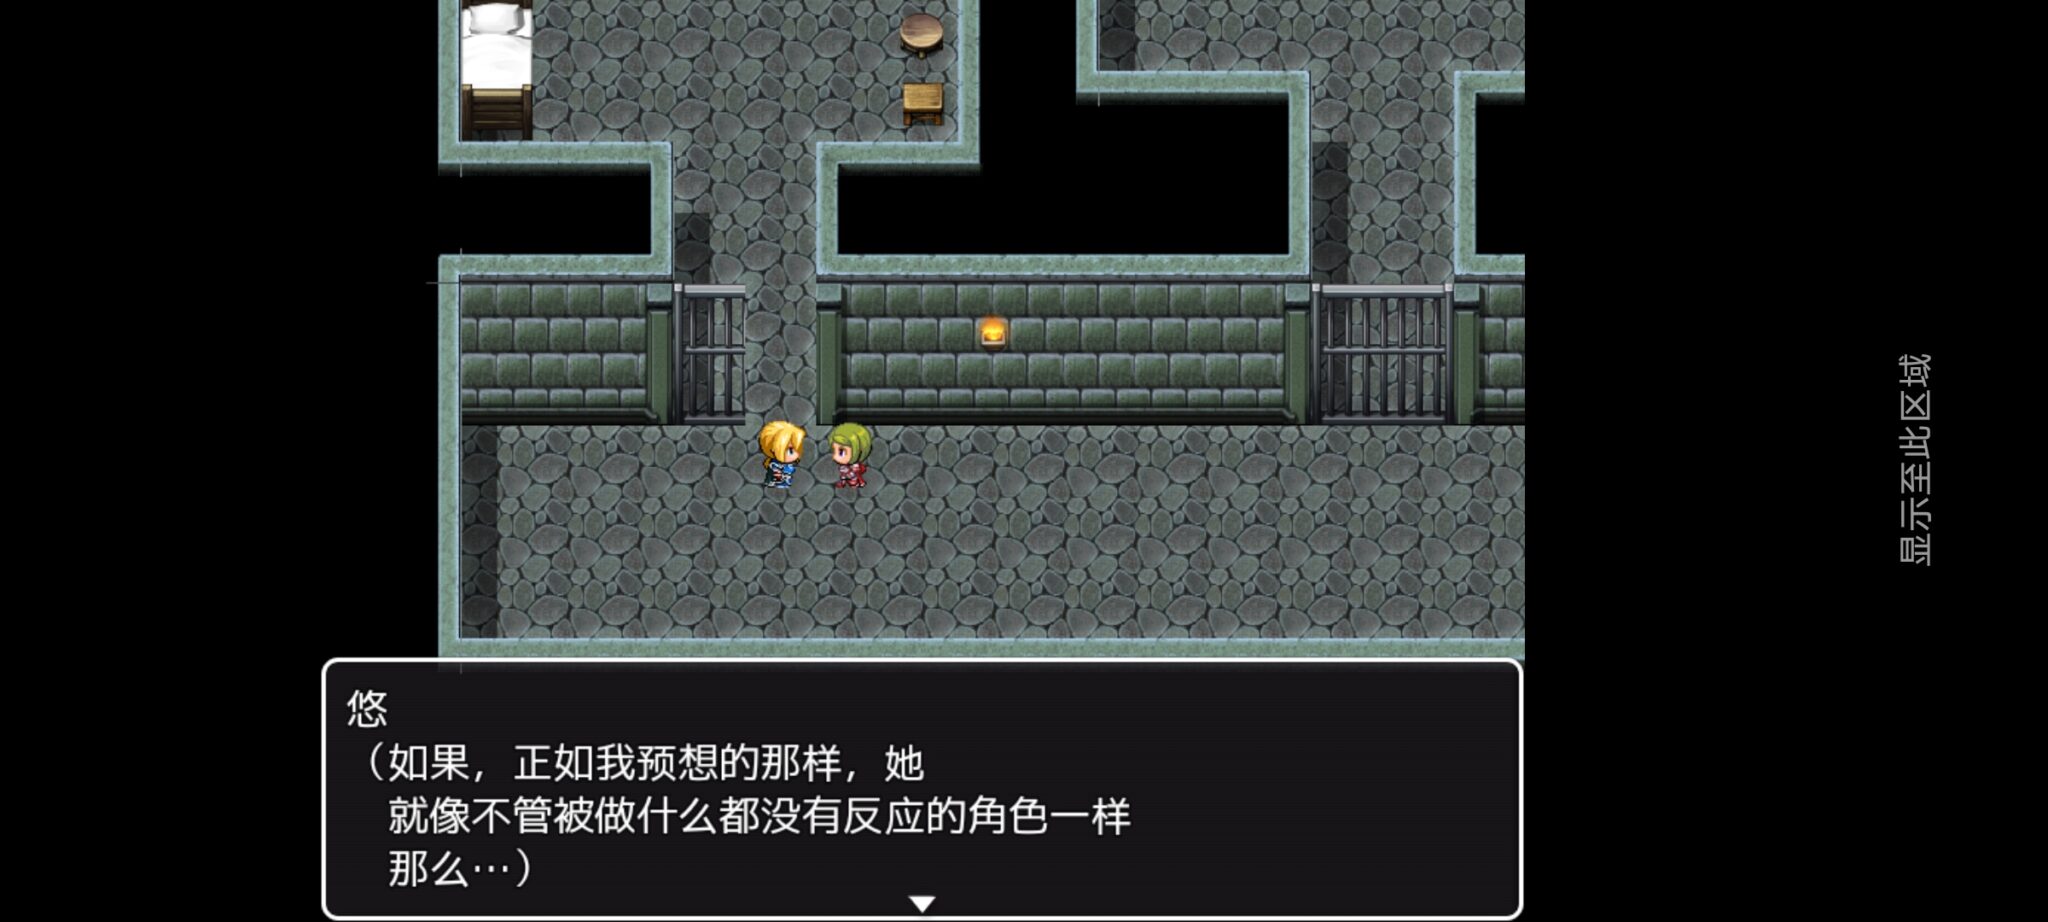 悠
（如果，正如我预想的那样，她
就像不管被做什么都没有反应的角色一样
那么…）
显示至此区域